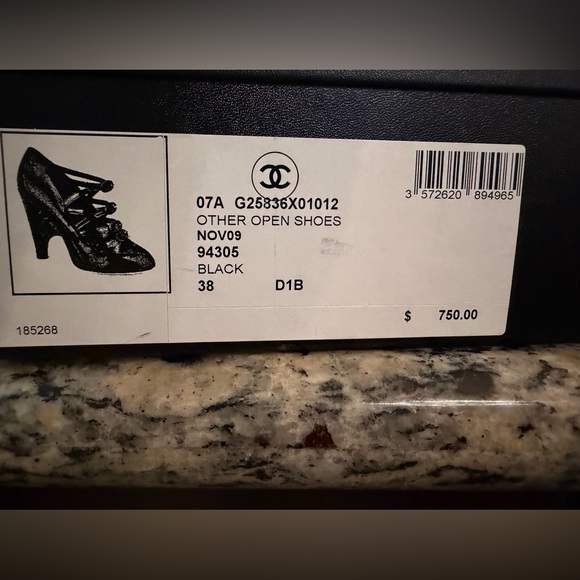 07A G25836X01012
OTHER OPEN SHOES
NOV09
94305
BLACK
38 D1B
$ 750.00
3 572620 894965
185268